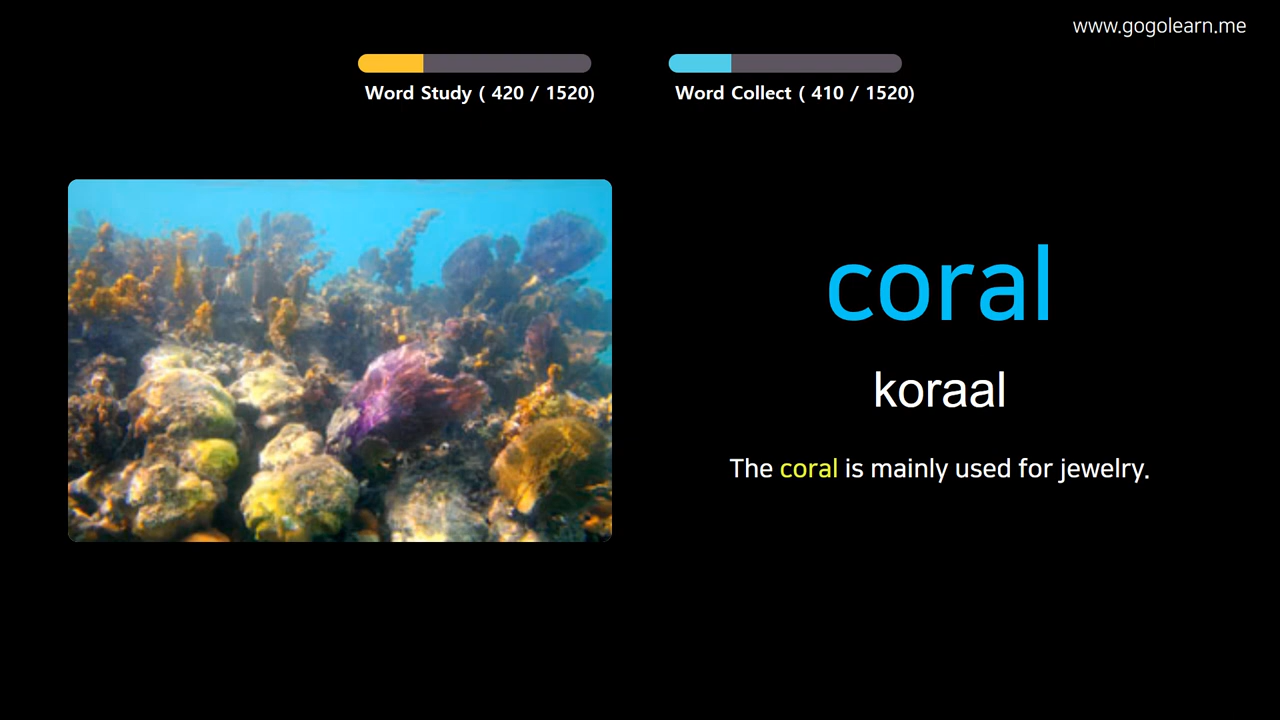 www.gogolearn.me
Word Study ( 420 / 1520)
Word Collect ( 410 / 1520)
coral
koraal
The coral is mainly used for jewelry.